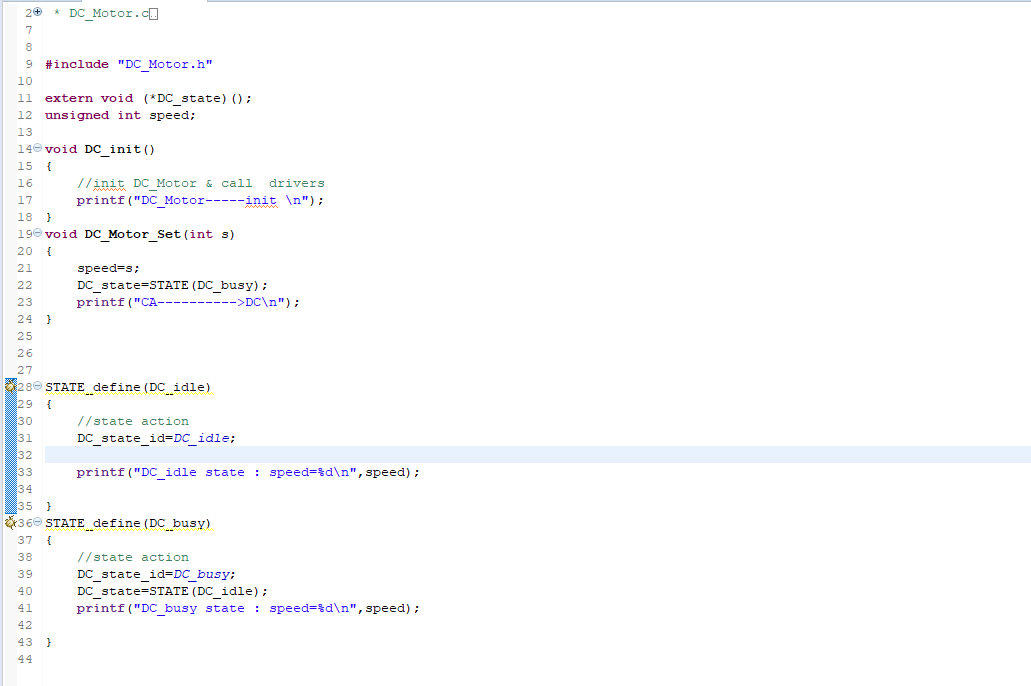 2 * DC_Motor.c
7
8
9 #include "DC_Motor.h"
10
11 extern void (*DC_state)();
12 unsigned int speed;
13
14 void DC_init()
15 {
16 //init DC_Motor & call  drivers
17 printf("DC_Motor-----init \n");
18 }
19 void DC_Motor_Set(int s)
20 {
21 speed=s;
22 DC_state=STATE(DC_busy);
23 printf("CA---------->DC\n");
24 }
25
26
27
28 STATE_define(DC_idle)
29 {
30 //state action
31 DC_state_id=DC_idle;
32
33 printf("DC_idle state : speed=%d\n",speed);
34
35 }
36 STATE_define(DC_busy)
37 {
38 //state action
39 DC_state_id=DC_busy;
40 DC_state=STATE(DC_idle);
41 printf("DC_busy state : speed=%d\n",speed);
42
43 }
44